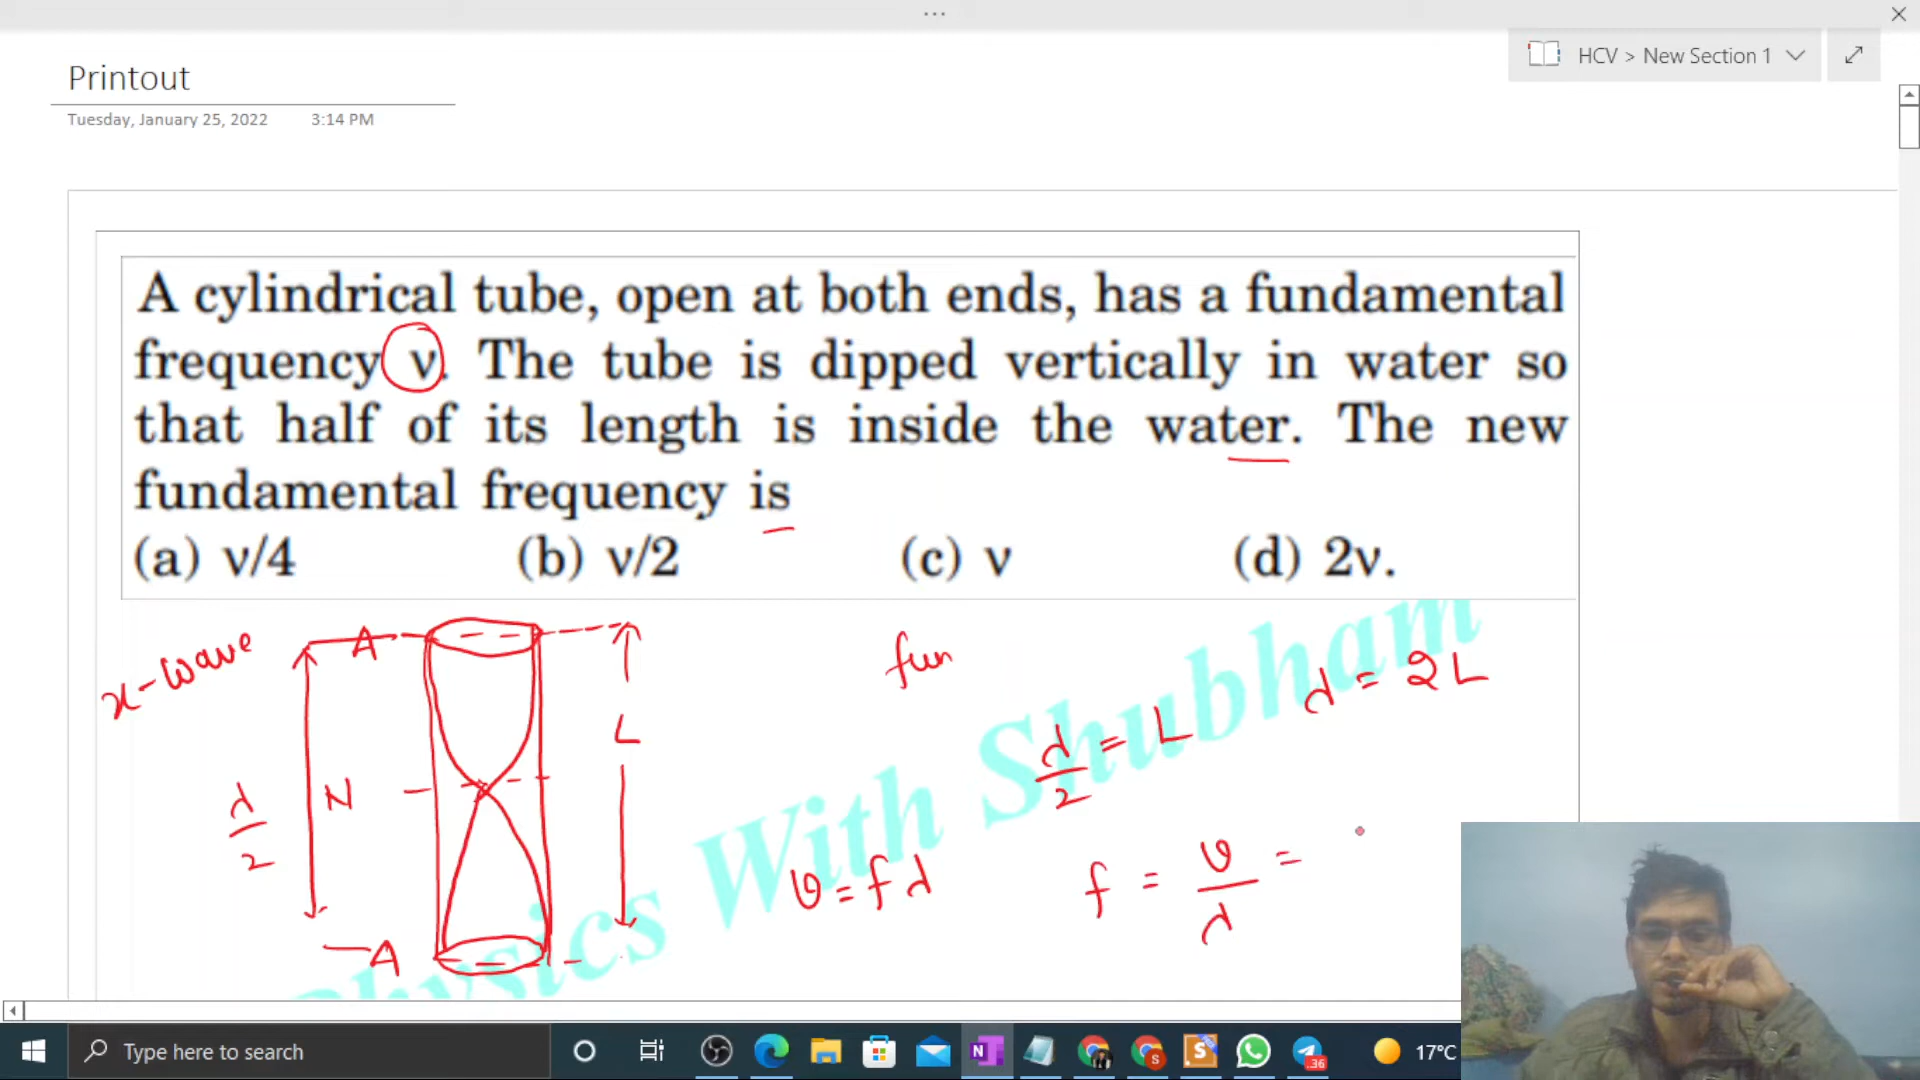 ...
HCV > New Section 1
Printout
Tuesday, January 25, 2022 3:14 PM
A cylindrical tube, open at both ends, has a fundamental
frequency ν. The tube is dipped vertically in water so
that half of its length is inside the water. The new
fundamental frequency is
(a) ν/4 (b) ν/2 (c) ν (d) 2ν.
x-wave
A
N
A
λ/2
L
fun
λ/2 = L
λ = 2L
v = fλ
f = v/λ =
Physics With Shubham
Type here to search
36
17°C